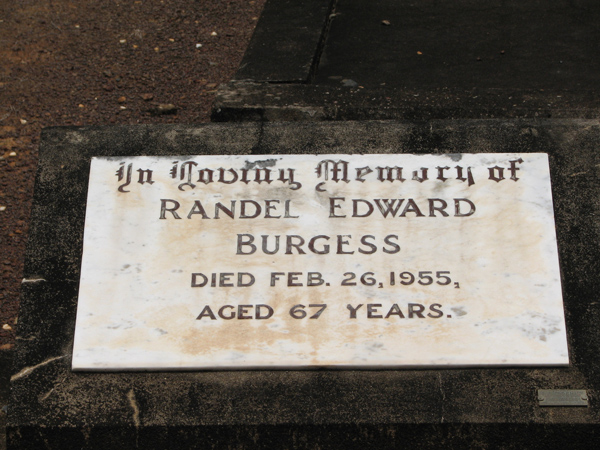 In Loving Memory of
RANDEL EDWARD
BURGESS
DIED FEB. 26, 1955,
AGED 67 YEARS.